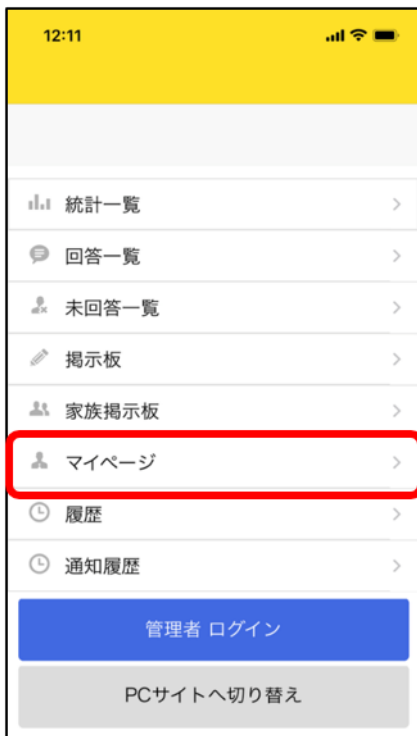 12:11
統計一覧
回答一覧
未回答一覧
掲示板
家族掲示板
マイページ
履歴
通知履歴
管理者 ログイン
PCサイトへ切り替え